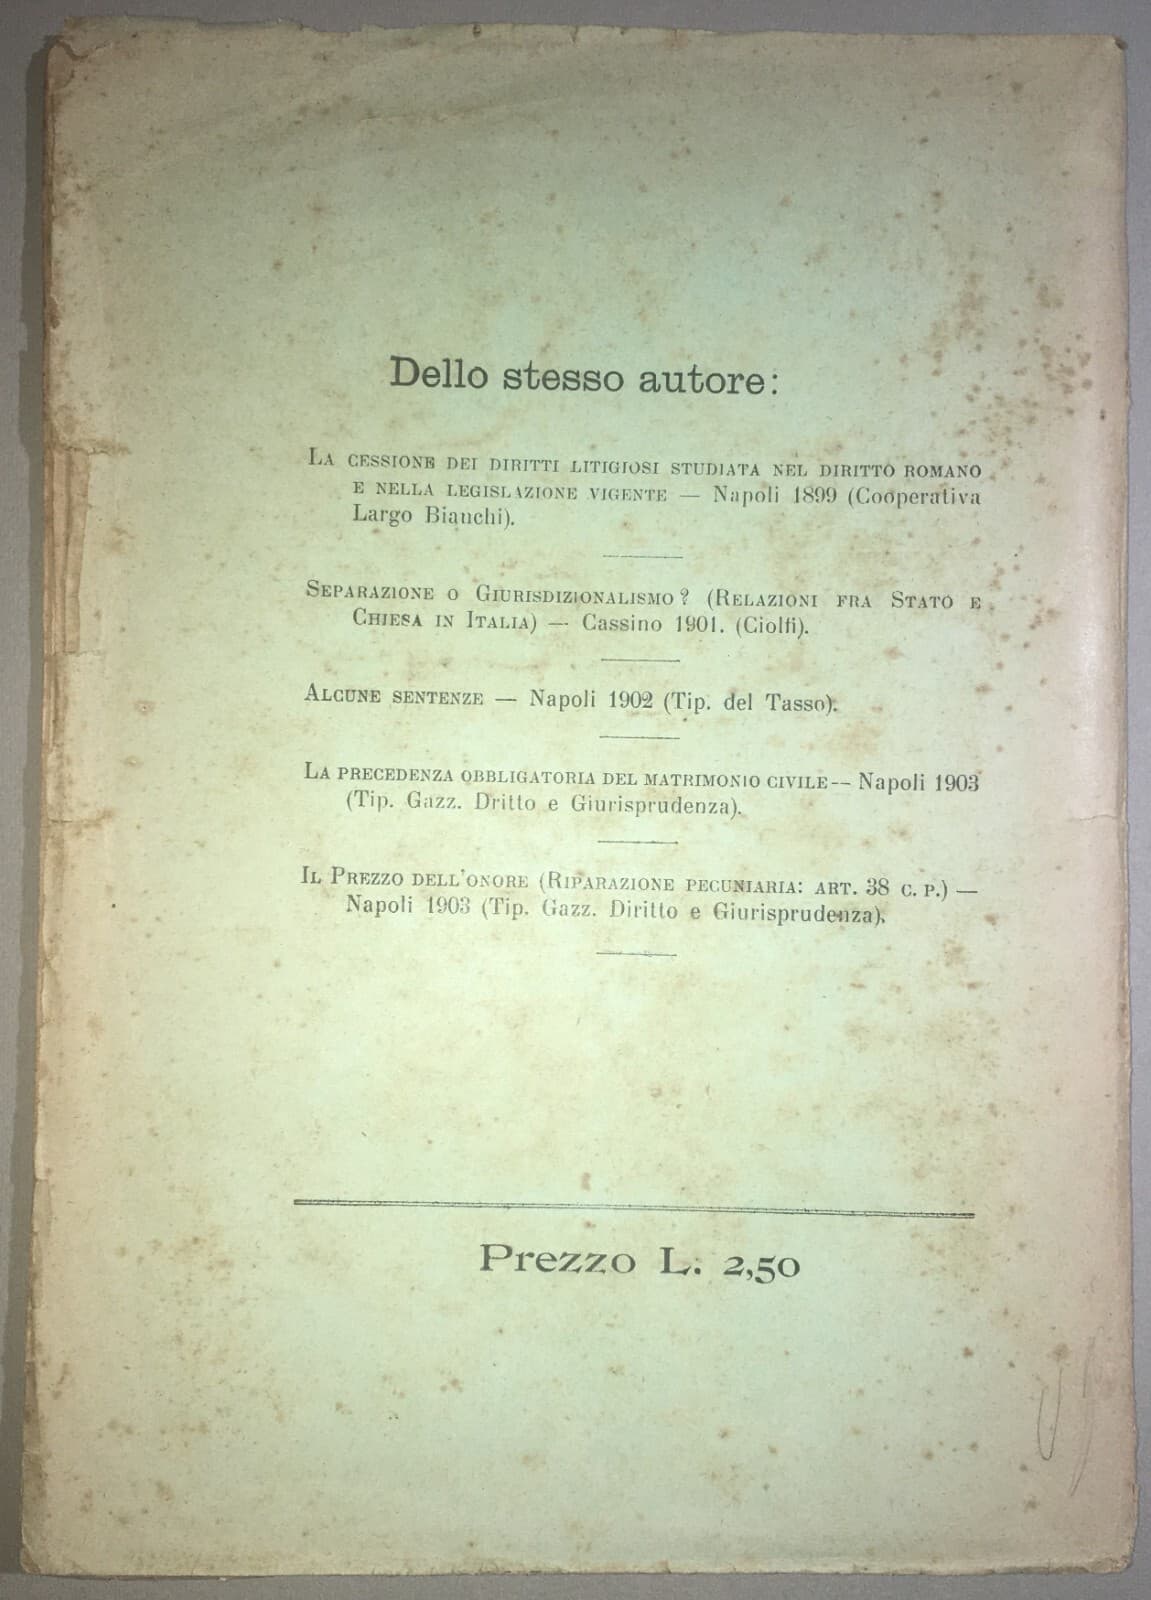 Dello stesso autore:
La cessione dei diritti litigiosi studiata nel diritto romano
e nella legislazione vigente — Napoli 1899 (Cooperativa
Largo Bianchi).
Separazione o Giurisdizionalismo? (Relazioni fra Stato e
Chiesa in Italia) — Cassino 1901. (Ciolfi).
Alcune sentenze — Napoli 1902 (Tip. del Tasso).
La precedenza obbligatoria del matrimonio civile -- Napoli 1903
(Tip. Gazz. Dritto e Giurisprudenza).
Il Prezzo dell'onore (Riparazione pecuniaria: art. 38 c. p.) —
Napoli 1903 (Tip. Gazz. Diritto e Giurisprudenza).
Prezzo L. 2,50